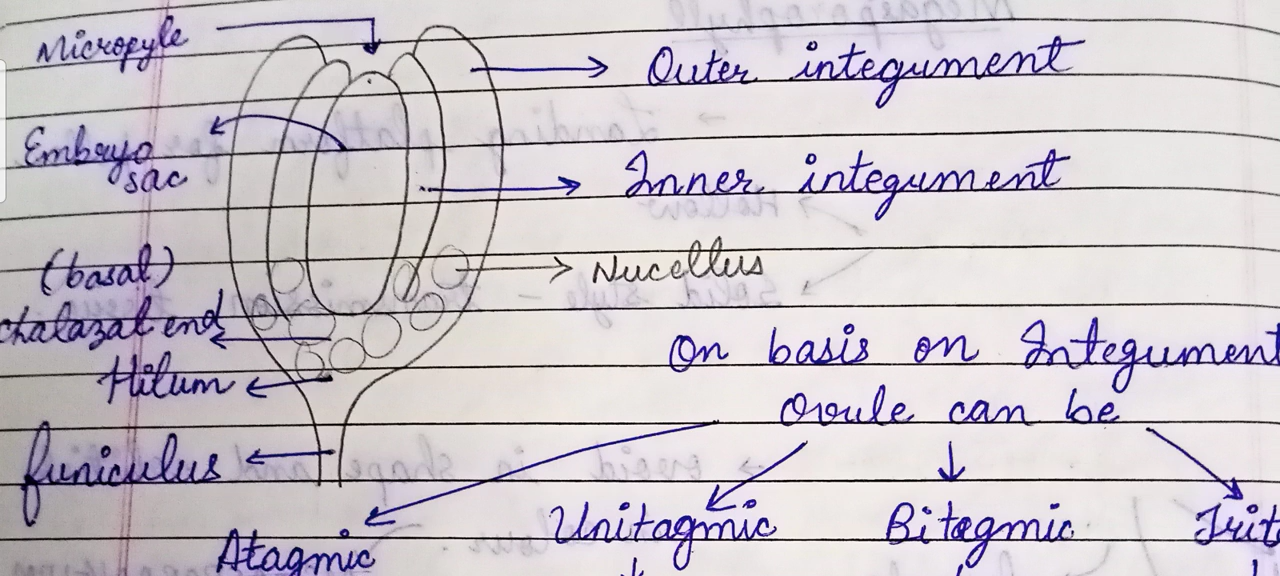 Micropyle
Outer integument
Embryo
sac
Inner integument
(basal)
Nucellus
chalazal end
On basis on Integument
Hilum
Ovule can be
funiculus
Unitagmic
Bitagmic
Trit
Atagmic